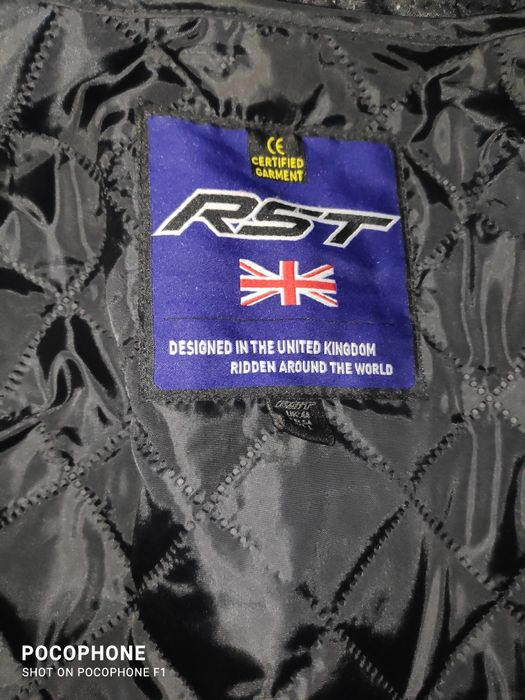 CE
CERTIFIED
GARMENT
RST
DESIGNED IN THE UNITED KINGDOM
RIDDEN AROUND THE WORLD
POCOPHONE
SHOT ON POCOPHONE F1